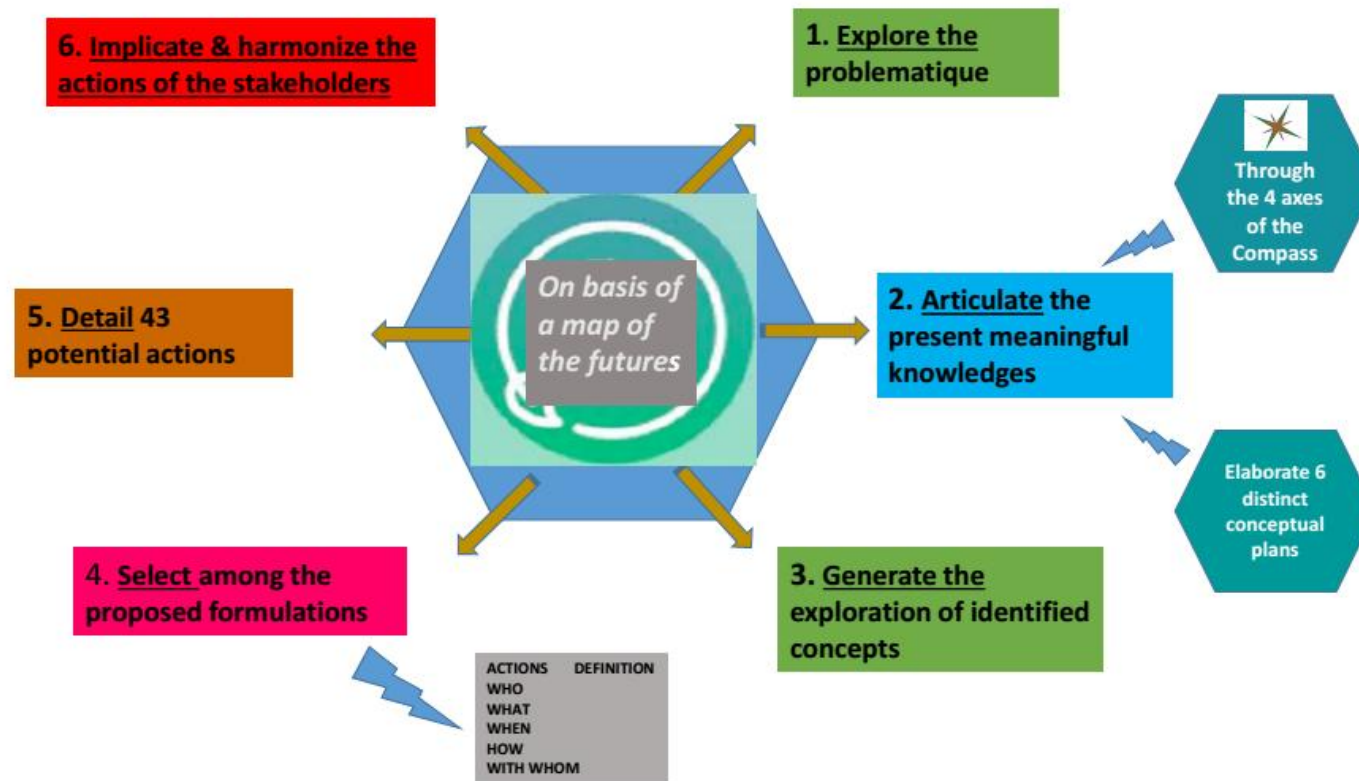 6. Implicate & harmonize the
actions of the stakeholders
1. Explore the
problematique
Through
the 4 axes
of the
Compass
On basis of
a map of
the futures
2. Articulate the
present meaningful
knowledges
5. Detail 43
potential actions
Elaborate 6
distinct
conceptual
plans
4. Select among the
proposed formulations
3. Generate the
exploration of identified
concepts
ACTIONS DEFINITION
WHO
WHAT
WHEN
HOW
WITH WHOM